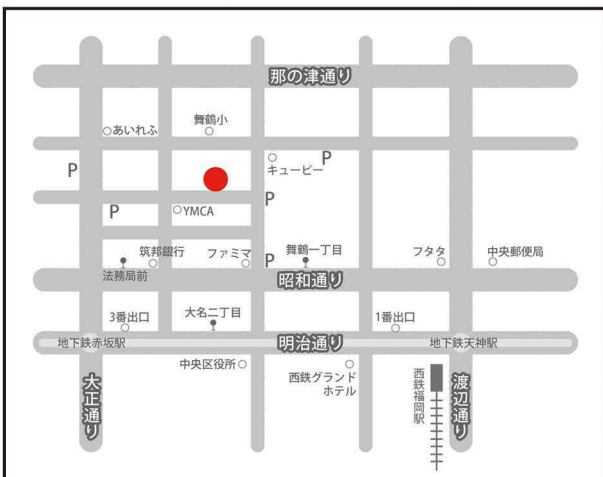 那の津通り
あいれふ
舞鶴小
P
P
キューピー
P
YMCA
P
筑邦銀行
ファミマ
P
舞鶴一丁目
フタタ
中央郵便局
法務局前
昭和通り
3番出口
大名二丁目
1番出口
地下鉄赤坂駅
明治通り
地下鉄天神駅
中央区役所
西鉄グランド
ホテル
西鉄福岡駅
大正通り
渡辺通り